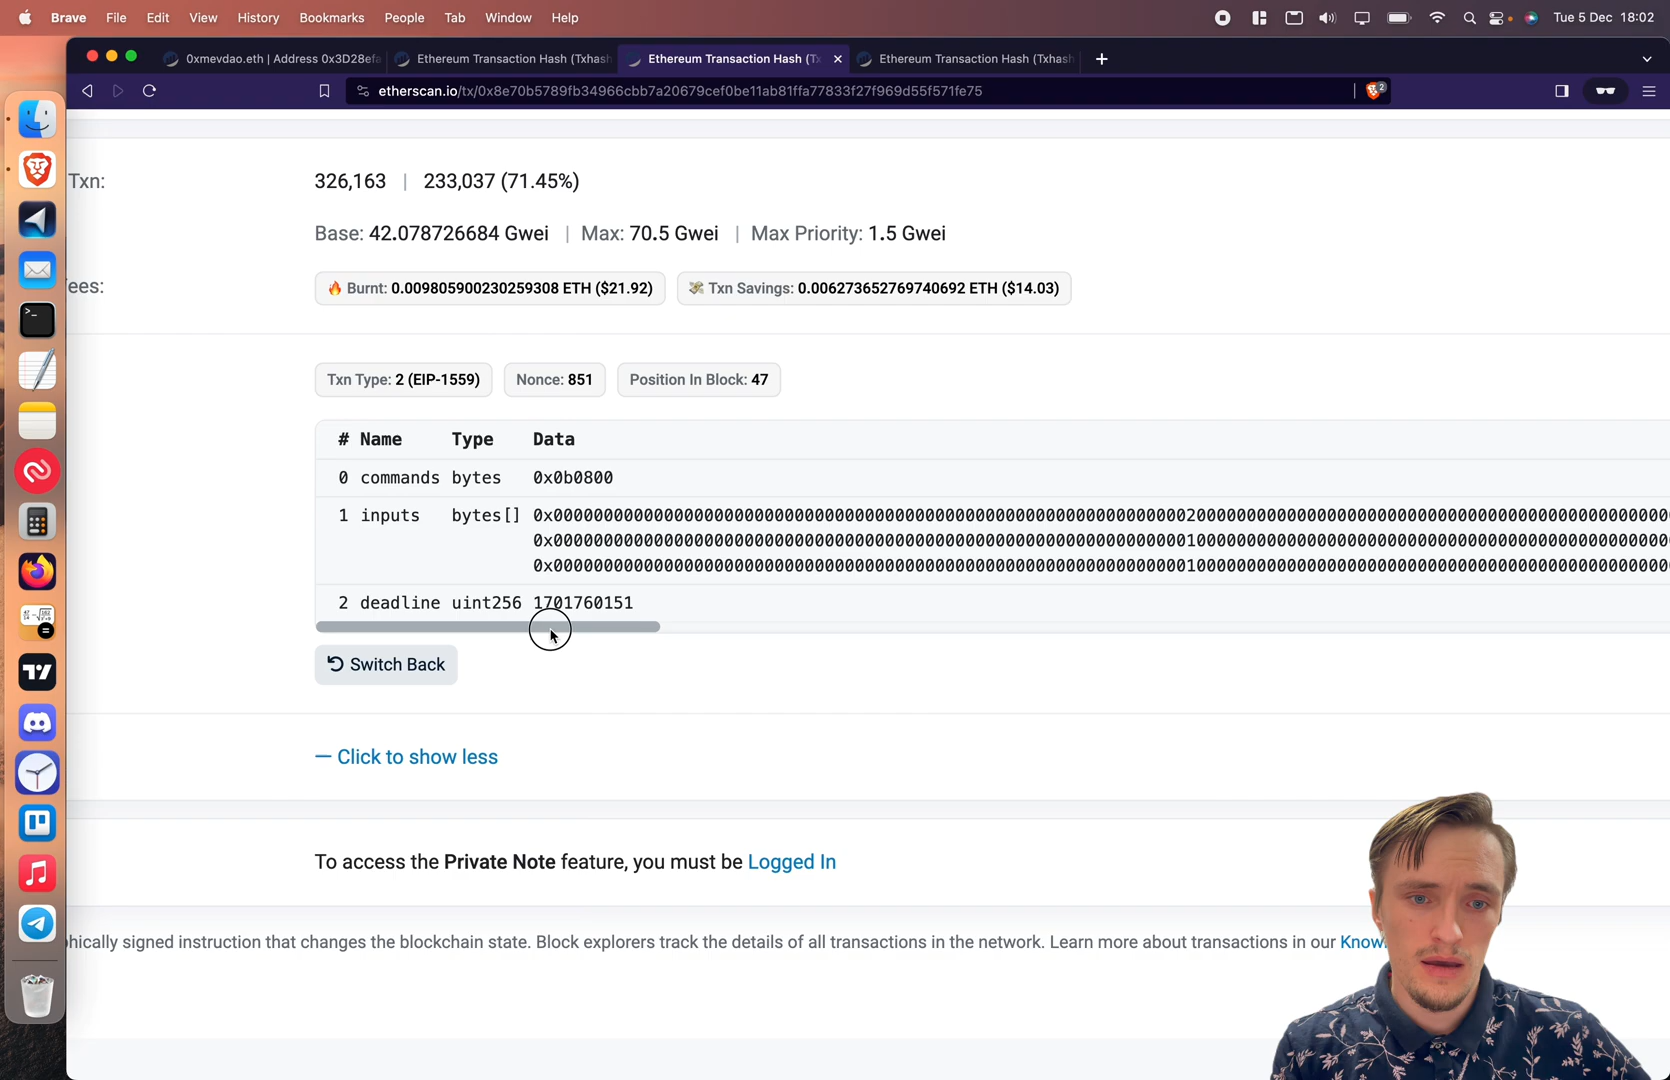 Brave File Edit View History Bookmarks People Tab Window Help Tue 5 Dec 18:02
0xmevdao.eth | Address 0x3D28efa Ethereum Transaction Hash (Txhash Ethereum Transaction Hash (Tx Ethereum Transaction Hash (Txhash
etherscan.io/tx/0x8e70b5789fb34966cbb7a20679cef0be11ab81ffa77833f27f969d55f571fe75 2
Txn: 326,163 | 233,037 (71.45%)
Base: 42.078726684 Gwei | Max: 70.5 Gwei | Max Priority: 1.5 Gwei
ees: Burnt: 0.009805900230259308 ETH ($21.92) Txn Savings: 0.006273652769740692 ETH ($14.03)
Txn Type: 2 (EIP-1559) Nonce: 851 Position In Block: 47
# Name Type Data
0 commands bytes 0x0b0800
1 inputs bytes[]
2 deadline uint256 1701760151
Switch Back
— Click to show less
To access the Private Note feature, you must be Logged In
hically signed instruction that changes the blockchain state. Block explorers track the details of all transactions in the network. Learn more about transactions in our Know